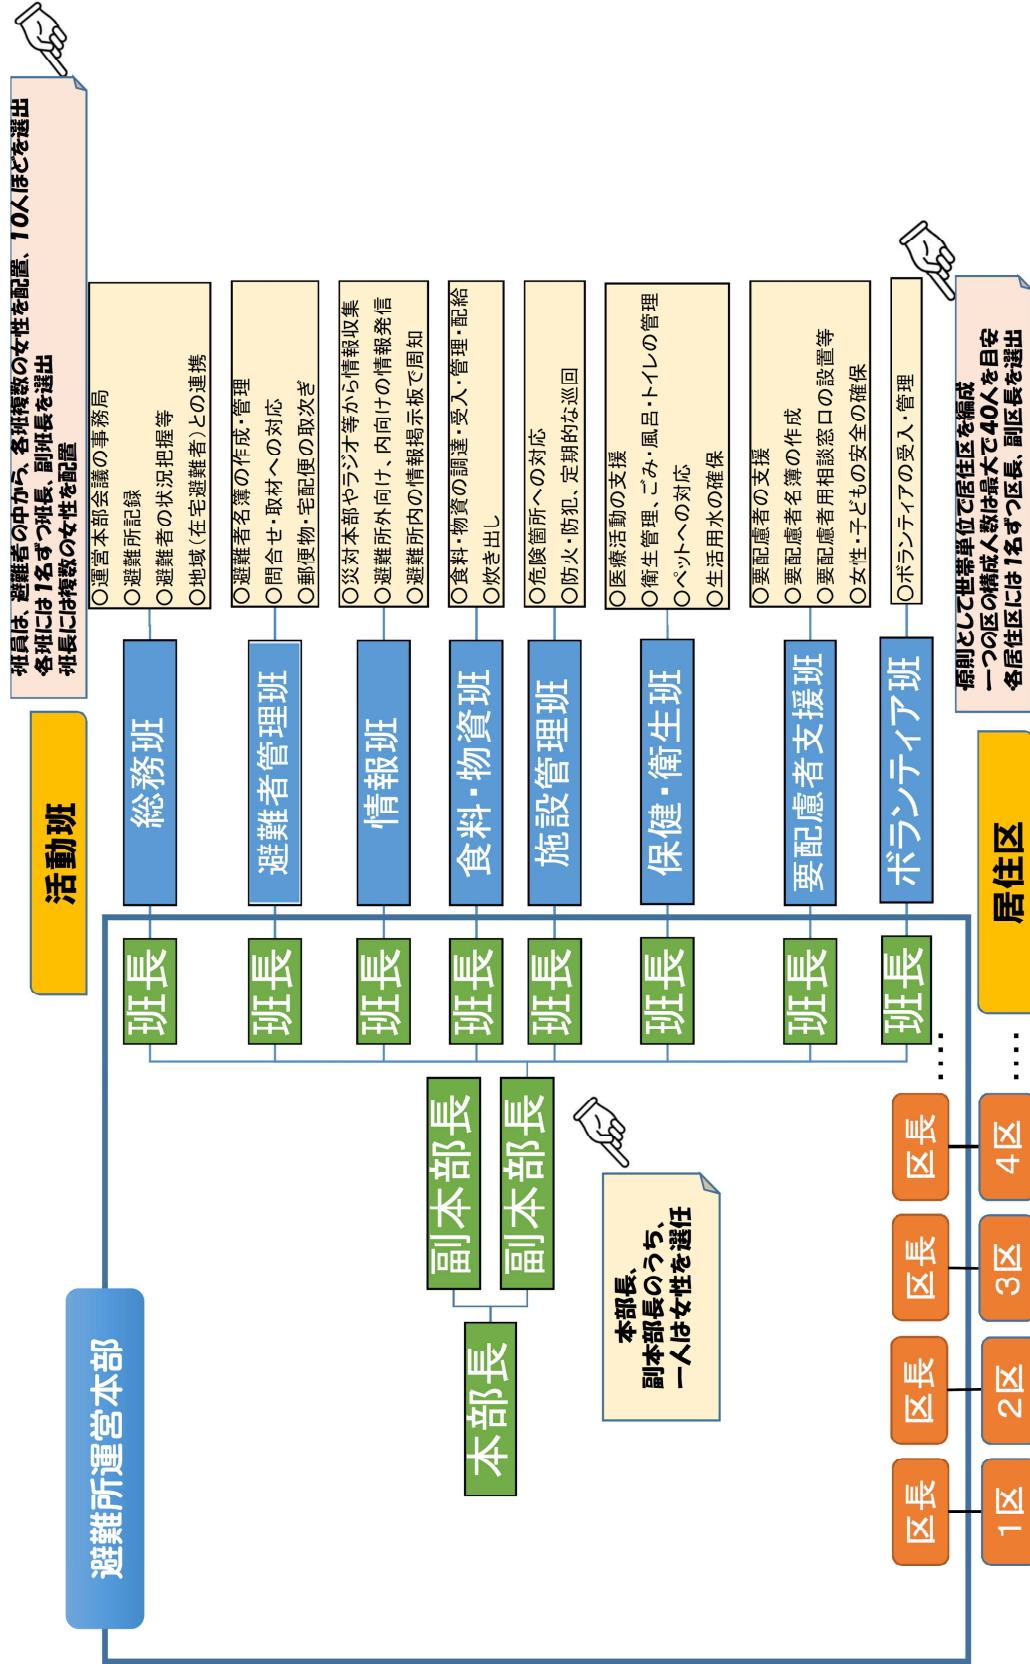 避難所運営本部
活動班
班員は、避難者の中から、各班複数の女性を配置、１０人ほどを選出
各班には１名ずつ班長、副班長を選出
班長には複数の女性を配置
本部長
副本部長
副本部長
本部長、
副本部長のうち、
一人は女性を選任
班長
総務班
○運営本部会議の事務局
○避難所記録
○避難者の状況把握等
○地域（在宅避難者）との連携
班長
避難者管理班
○避難者名簿の作成・管理
○問合せ・取材への対応
○郵便物・宅配便の取次ぎ
班長
情報班
○災対本部やラジオ等から情報収集
○避難所外向け、内向けの情報発信
○避難所内の情報掲示板で周知
班長
食料・物資班
○食料・物資の調達・受入・管理・配給
○炊き出し
班長
施設管理班
○危険箇所への対応
○防火・防犯、定期的な巡回
班長
保健・衛生班
○医療活動の支援
○衛生管理、ごみ・風呂・トイレの管理
○ペットへの対応
○生活用水の確保
班長
要配慮者支援班
○要配慮者の支援
○要配慮者名簿の作成
○要配慮者用相談窓口の設置等
○女性・子どもの安全の確保
班長
ボランティア班
○ボランティアの受入・管理
区長
区長
区長
区長
････
1区
2区
3区
4区
････
居住区
原則として世帯単位で居住区を編成
一つの区の構成人数は最大で４０人を目安
各居住区には１名ずつ区長、副区長を選出